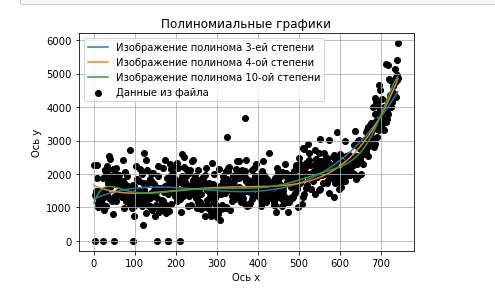 Полиномиальные графики
Изображение полинома 3-ей степени
Изображение полинома 4-ой степени
Изображение полинома 10-ой степени
Данные из файла
Ось y
6000
5000
4000
3000
2000
1000
0
0 100 200 300 400 500 600 700
Ось x